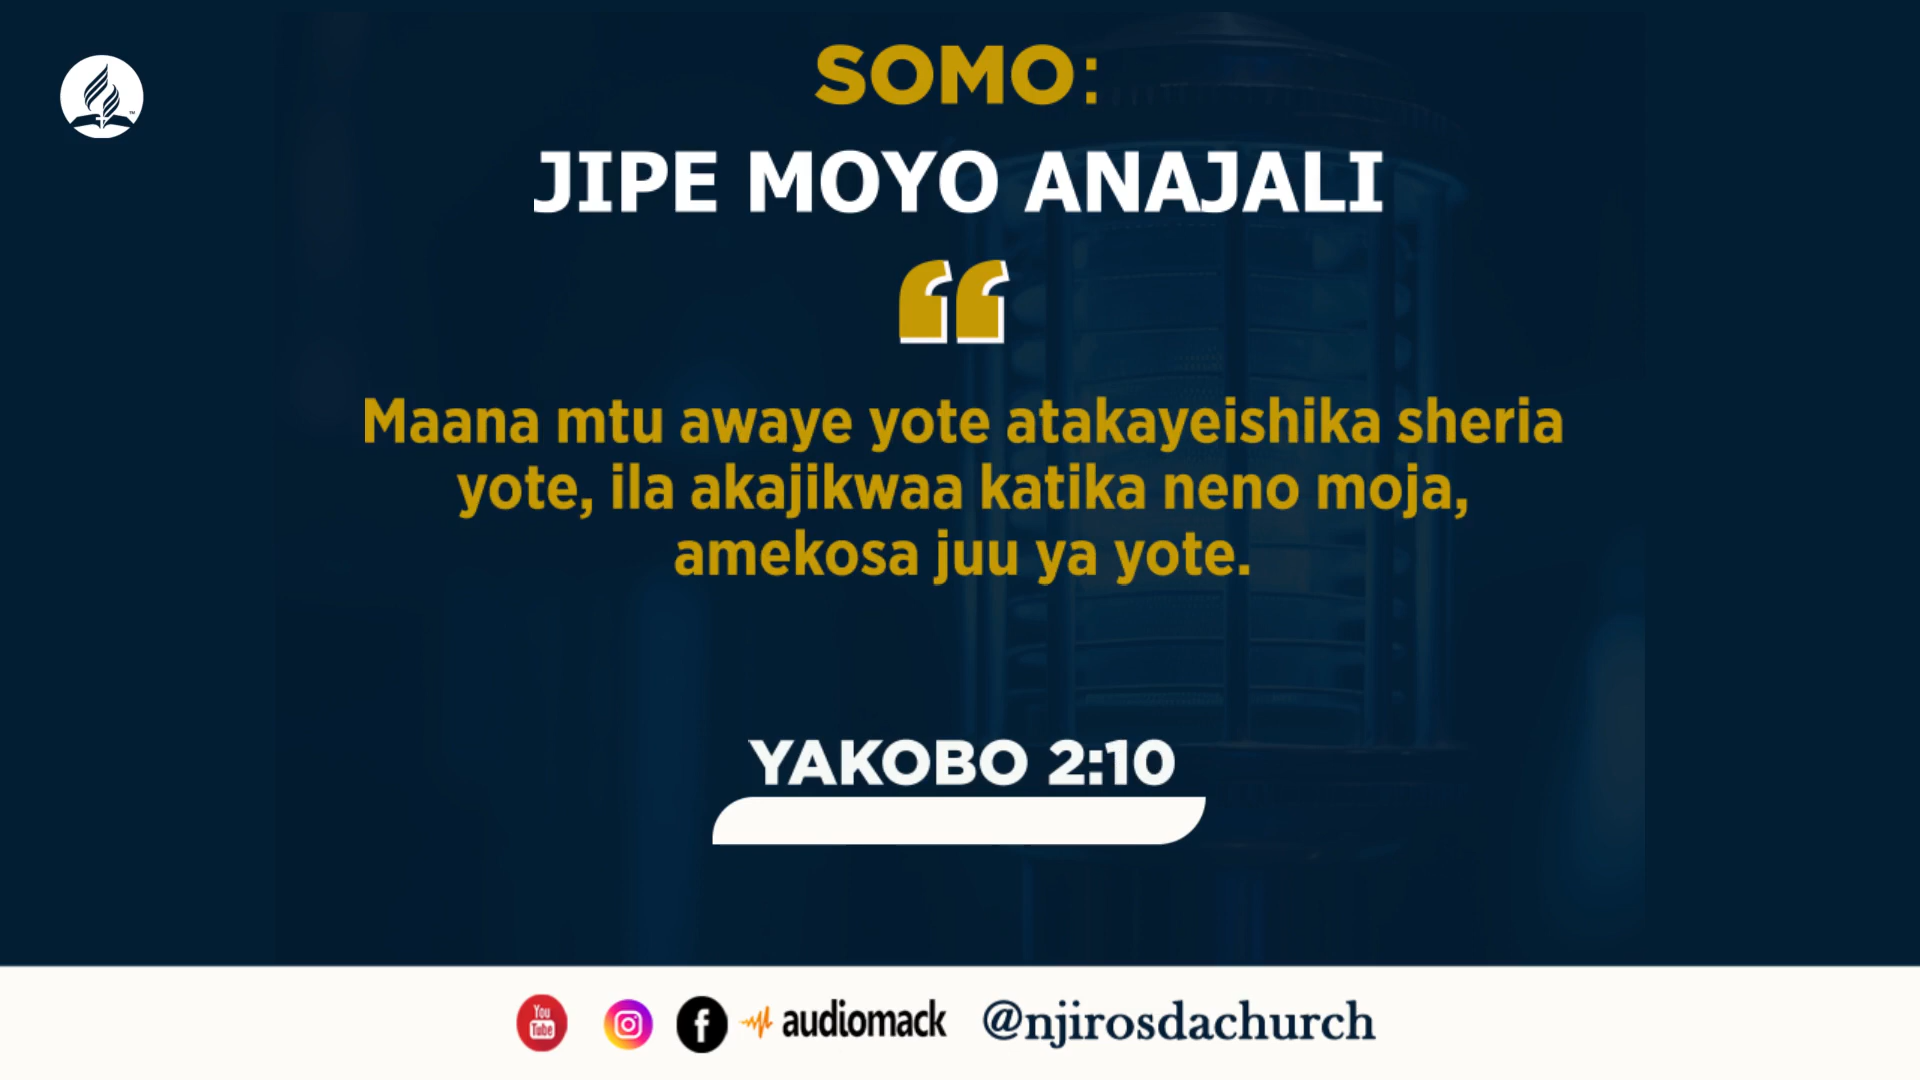 SOMO:
JIPE MOYO ANAJALI
“
Maana mtu awaye yote atakayeishika sheria
yote, ila akajikwaa katika neno moja,
amekosa juu ya yote.
YAKOBO 2:10
You Tube audiomack @njirosdachurch